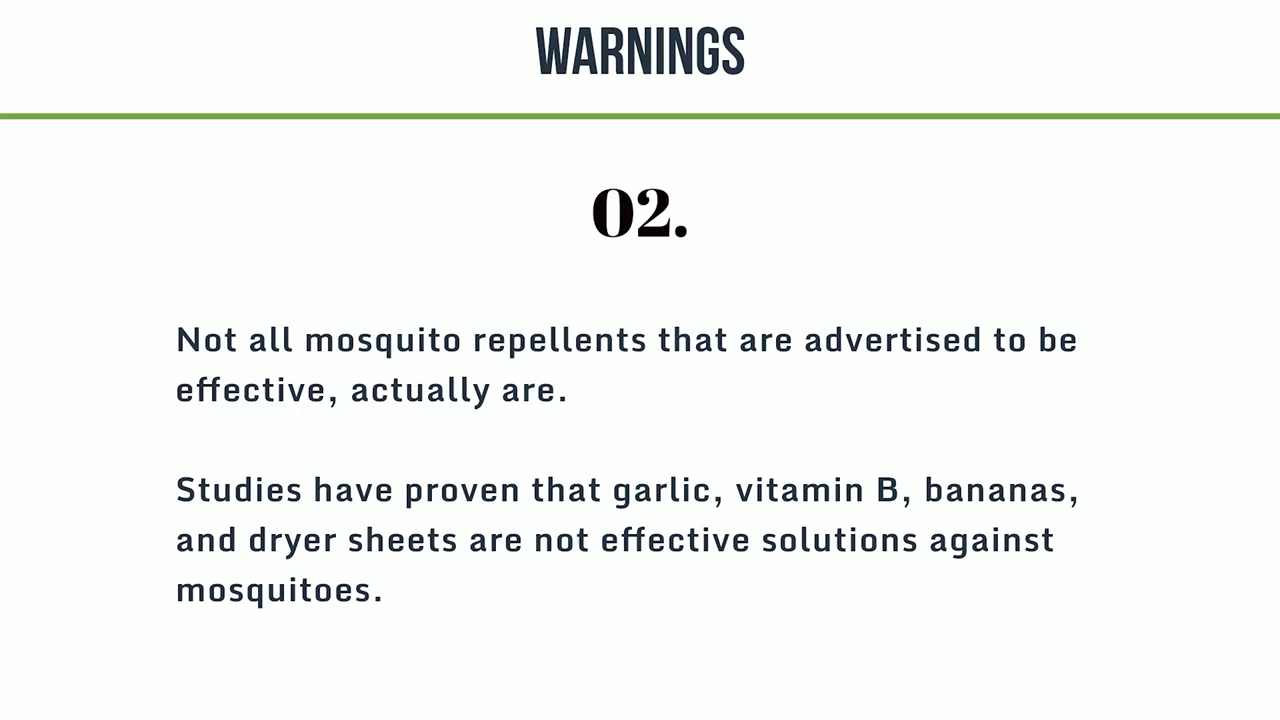 WARNINGS
02.
Not all mosquito repellents that are advertised to be
effective, actually are.
Studies have proven that garlic, vitamin B, bananas,
and dryer sheets are not effective solutions against
mosquitoes.